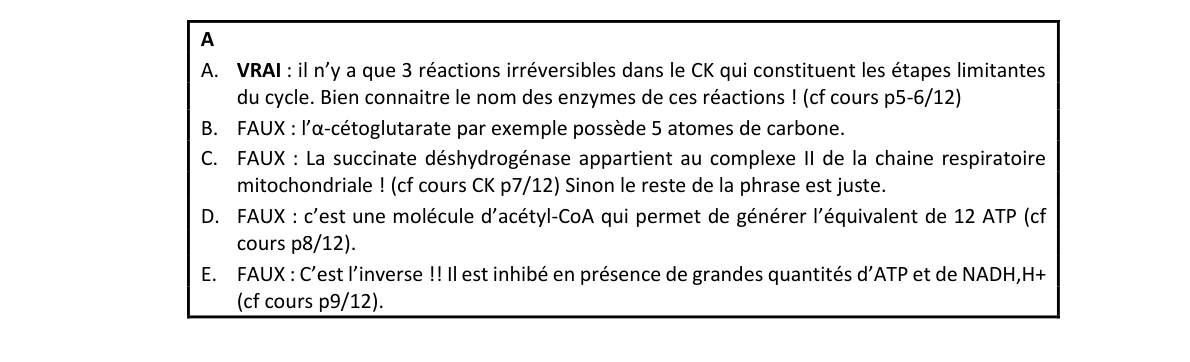 A
A. VRAI : il n’y a que 3 réactions irréversibles dans le CK qui constituent les étapes limitantes
du cycle. Bien connaitre le nom des enzymes de ces réactions ! (cf cours p5-6/12)
B. FAUX : l’α-cétoglutarate par exemple possède 5 atomes de carbone.
C. FAUX : La succinate déshydrogénase appartient au complexe II de la chaine respiratoire
mitochondriale ! (cf cours CK p7/12) Sinon le reste de la phrase est juste.
D. FAUX : c’est une molécule d’acétyl-CoA qui permet de générer l’équivalent de 12 ATP (cf
cours p8/12).
E. FAUX : C’est l’inverse !! Il est inhibé en présence de grandes quantités d’ATP et de NADH,H+
(cf cours p9/12).